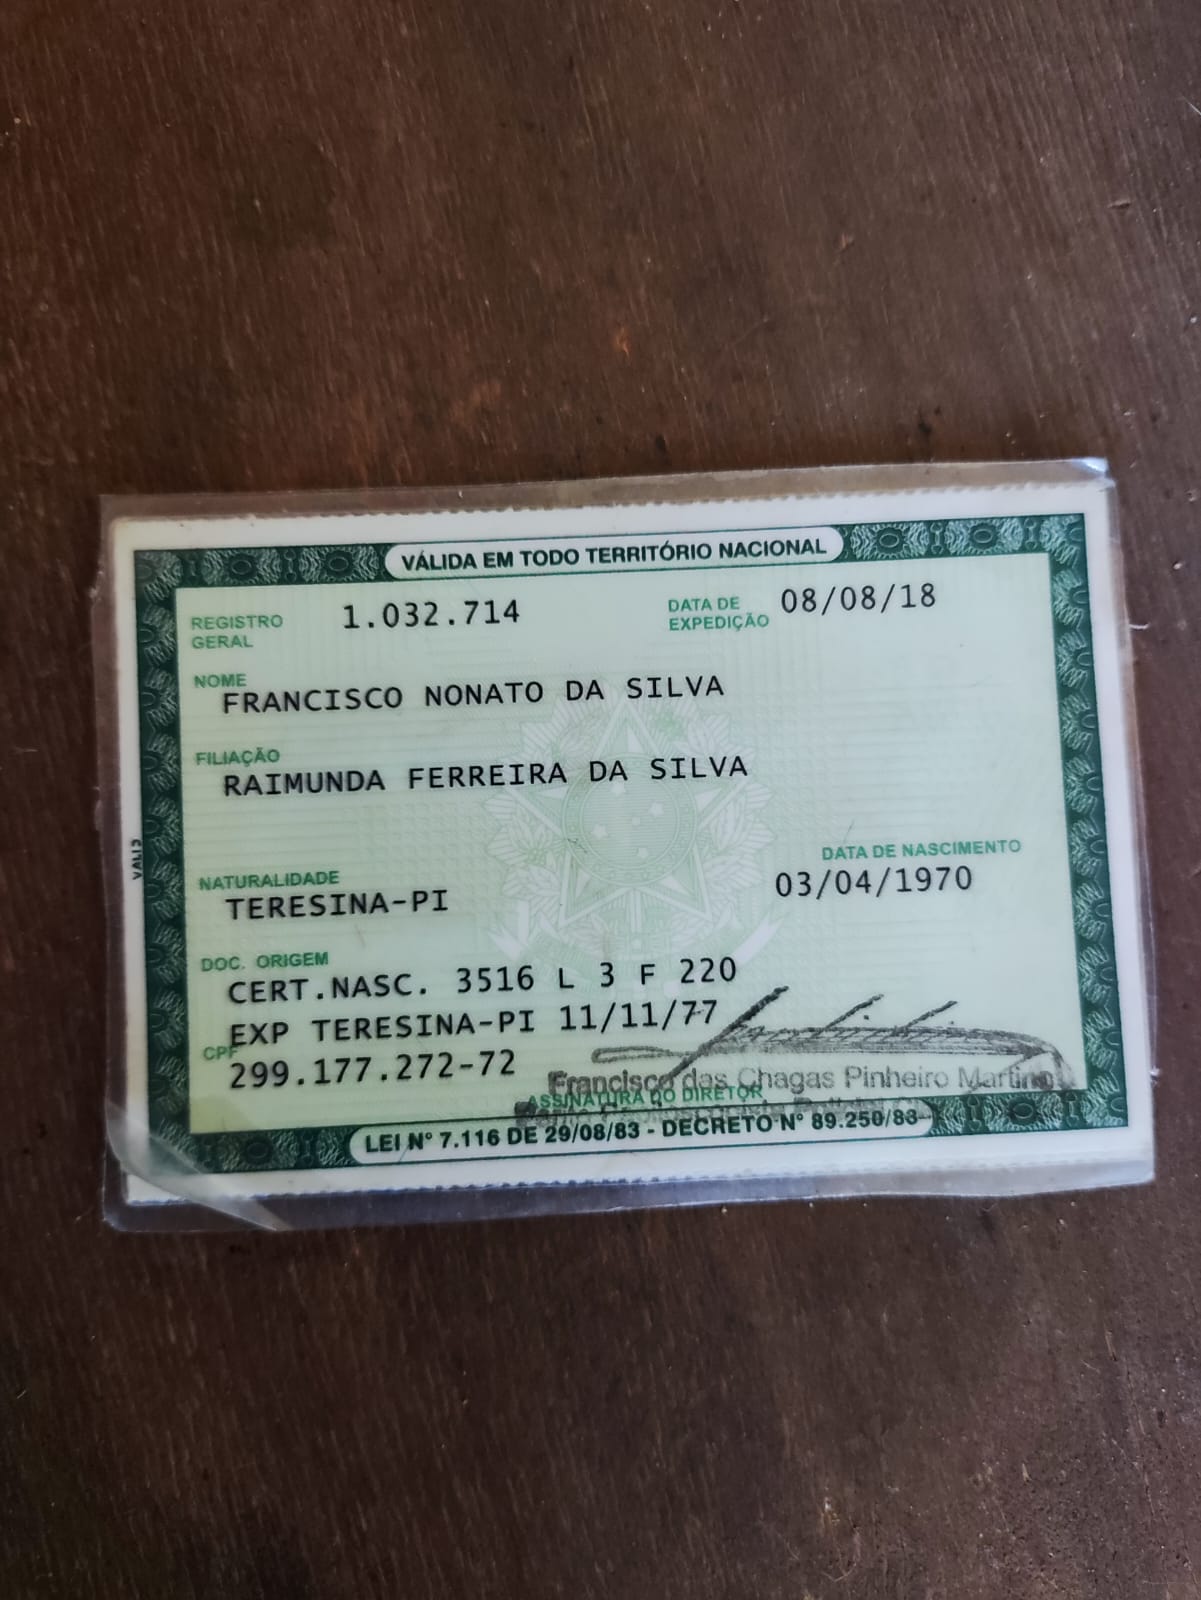 VÁLIDA EM TODO TERRITÓRIO NACIONAL
REGISTRO GERAL 1.032.714 DATA DE EXPEDIÇÃO 08/08/18
NOME
FRANCISCO NONATO DA SILVA
FILIAÇÃO
RAIMUNDA FERREIRA DA SILVA
NATURALIDADE DATA DE NASCIMENTO
TERESINA-PI 03/04/1970
DOC. ORIGEM
CERT.NASC. 3516 L 3 F 220
EXP TERESINA-PI 11/11/77
CPF
299.177.272-72
Francisco das Chagas Pinheiro Martins
ASSINATURA DO DIRETOR
LEI Nº 7.116 DE 29/08/83 - DECRETO Nº 89.250/83